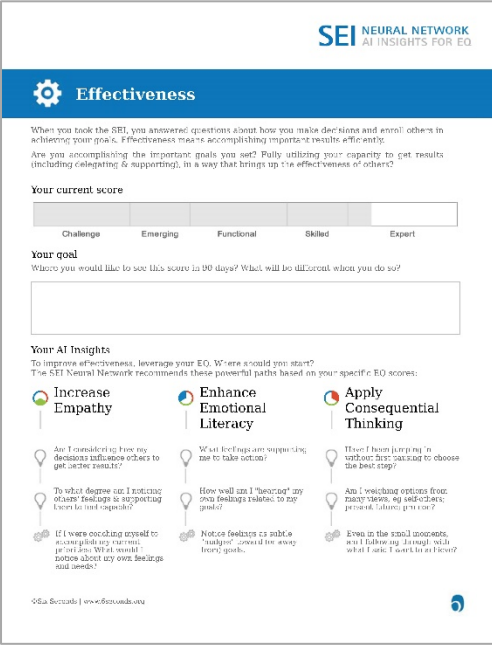 SEI NEURAL NETWORK
AI INSIGHTS FOR EQ
Effectiveness
When you took the SEI, you answered questions about how you make decisions and enroll others in
achieving your goals. Effectiveness means accomplishing important results efficiently.
Are you accomplishing the important goals you set? Fully utilizing your capacity to get results
(including delegating & supporting), in a way that brings up the effectiveness of others?
Your current score
Challenge Emerging Functional Skilled Expert
Your goal
Where you would like to see this score in 90 days? What will be different when you do so?
Your AI Insights
To improve effectiveness, leverage your EQ. Where should you start?
The SEI Neural Network recommends these powerful paths based on your specific EQ scores:
Increase
Empathy
Am I considering how my
decisions influence others to
get better results?
To what degree am I noticing
others' feelings & supporting
them to feel capable?
If I were coaching myself to
accomplish my current
priorities: What would I
notice about my own feelings
and needs?
Enhance
Emotional
Literacy
What feelings are supporting
me to take action?
How well am I "hearing" my
own feelings related to my
goals?
Notice feelings as subtle
"nudges" toward (or away
from) goals.
Apply
Consequential
Thinking
Have I been jumping in
without first pausing to choose
the best step?
Am I weighing options from
many views, eg self:others;
present:future; pro:con?
Even in the small moments,
am I following through with
what I said I want to achieve?
©Six Seconds | www.6seconds.org